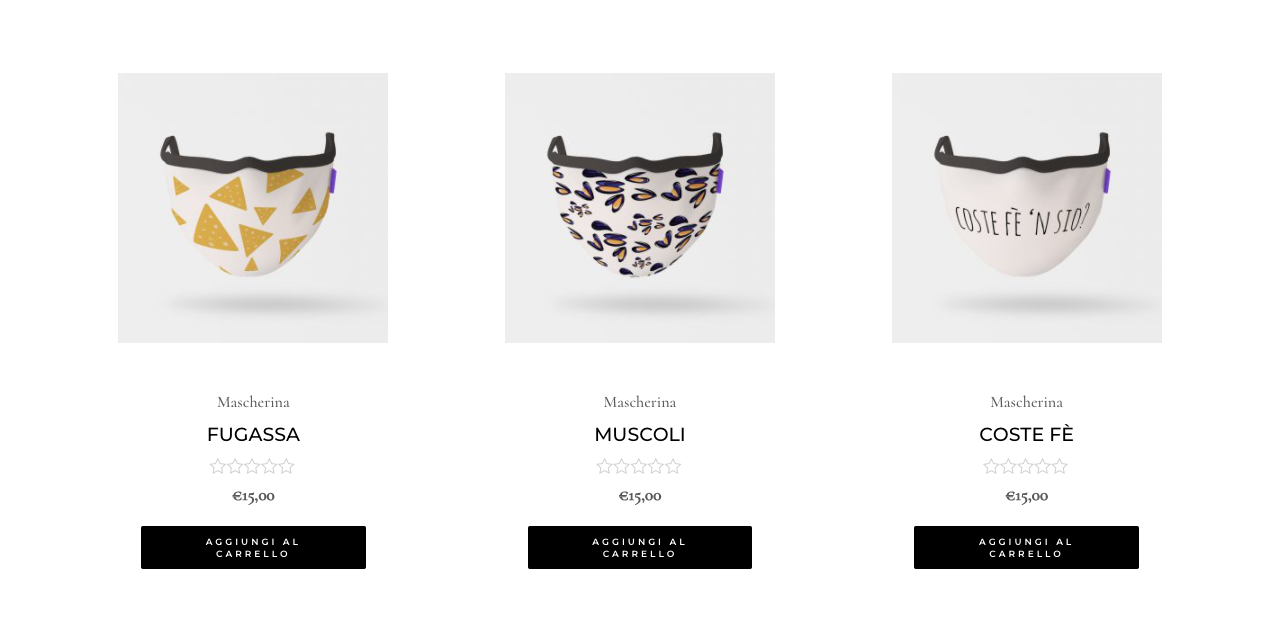 COSTE FÈ 'N SIO?
Mascherina
FUGASSA
€15,00
AGGIUNGI AL
CARRELLO
Mascherina
MUSCOLI
€15,00
AGGIUNGI AL
CARRELLO
Mascherina
COSTE FÈ
€15,00
AGGIUNGI AL
CARRELLO